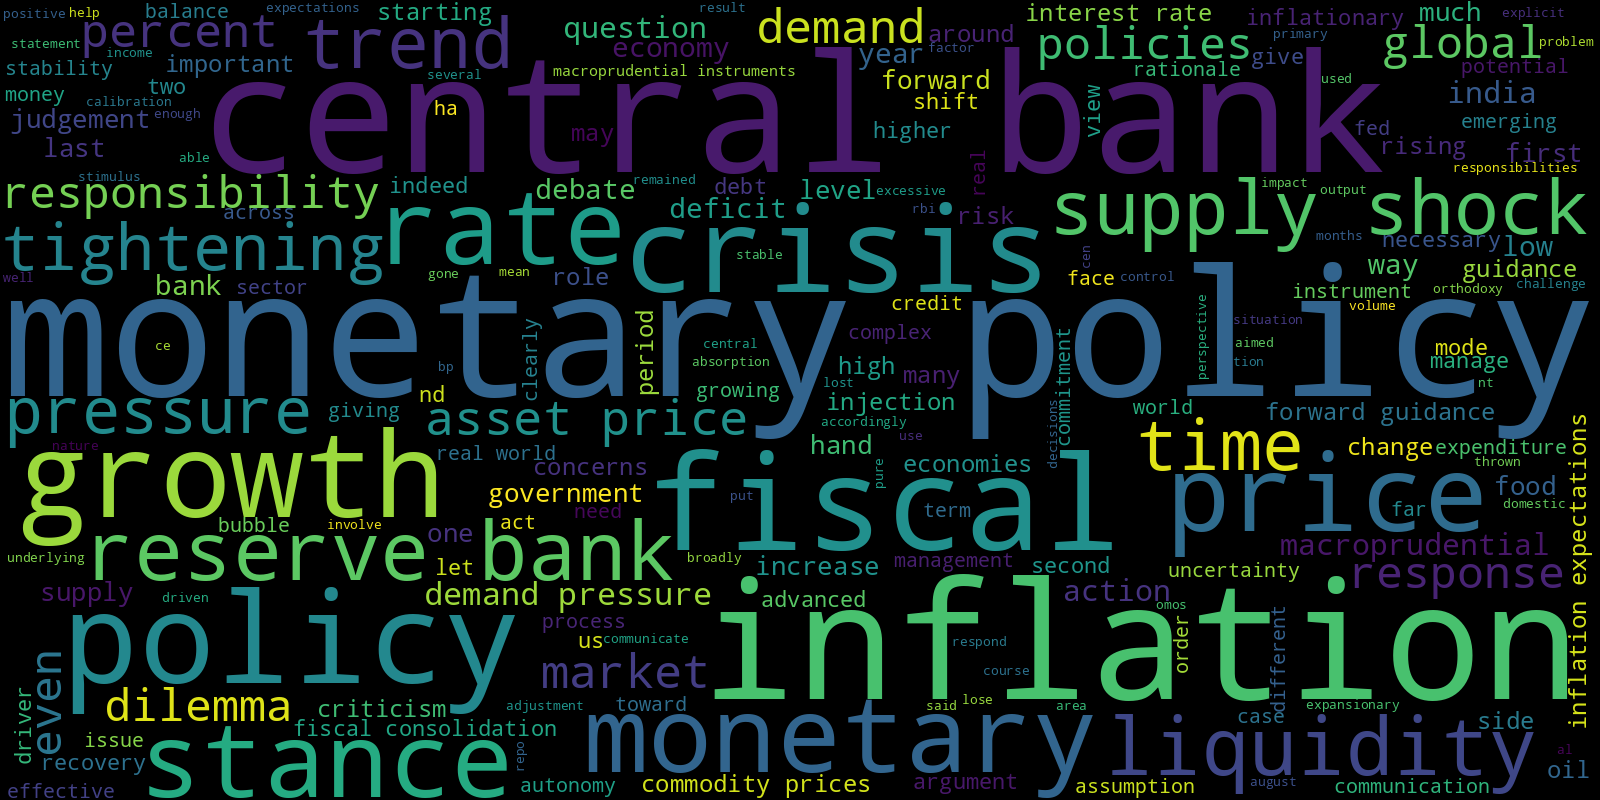 positive help balance expectations starting result interest rate inflationary much explicit
percent trend question demand around policies global
statement income stability important several economy macroprudential instruments year factor primary problem
central bank
forward rationale give potential
money two calibration enough ha shift view used india
judgement may higher fed emerging
last able real rising first
stimulus responsibilities
responsibility indeed debate remained debt level excessive supply shock impact output
across rate deficit rbi risk
tightening crisis months necessary low
well gone mean stable cen way guidance
bank sector role face control instrument orthodoxy challenge
monetary policy
credit volume
ce clearly period complex perspective situation
central aimed mode
bp absorption high commitment tion manage
nd growing lost many nt
pressure giving asset price injection world forward guidance
accordingly
nature real world hand use decisions change expenditure
growth concerns fiscal economies time thrown
government pure price food
put term far domestic
bubble involve act need
reserve bank one macroprudential inflation expectations
underlying let broadly increase management second uncertainty response
supply driven demand pressure advanced action
policy process omos
us communicate inflation order different
even market respond
course
dilemma adjustment toward said lose area expansionary
driver criticism case side
fiscal consolidation monetary liquidity
issue stance
recovery repo al
effective autonomy commodity prices argument assumption august communication oil